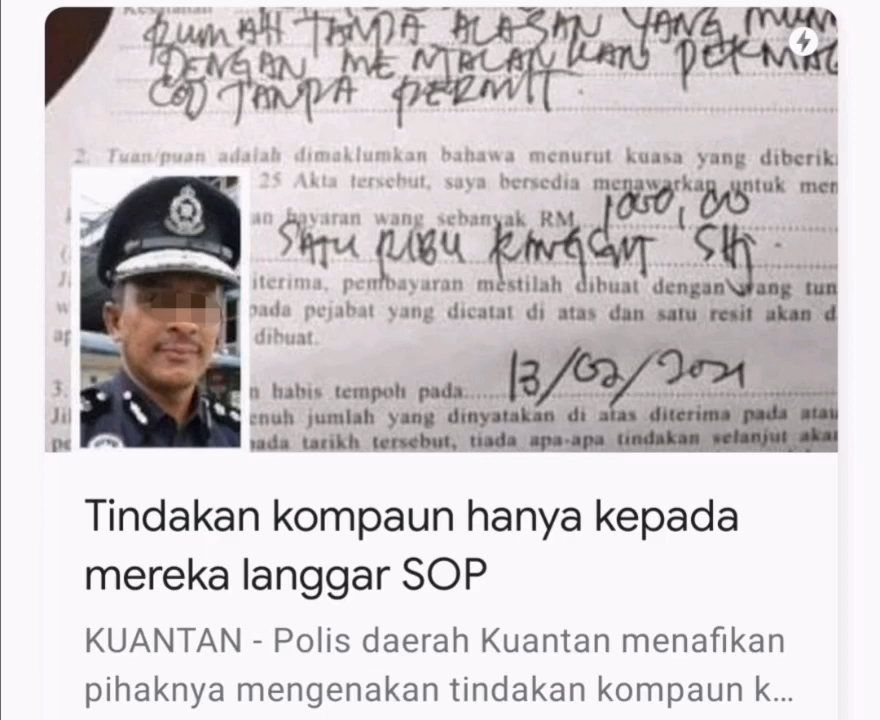 RUMAH TANPA ALASAN YANG MUN
DENGAN MENJALANKAN
COD TANPA PERMIT.
2. Tuan/puan adalah dimaklumkan bahawa menurut kuasa yang diberik
25 Akta tersebut, saya bersedia menawarkan untuk men
an bayaran wang sebanyak RM 1000,00
SATU RIBU RINGGIT SHJ.
iterima, pembayaran mestilah dibuat dengan wang tun
pada pejabat yang dicatat di atas dan satu resit akan d
ap dibuat.
3. n habis tempoh pada.....13/02/2021
Jil enuh jumlah yang dinyatakan di atas diterima pada atau
pe pada tarikh tersebut, tiada apa-apa tindakan selanjut akan
Tindakan kompaun hanya kepada
mereka langgar SOP
KUANTAN - Polis daerah Kuantan menafikan
pihaknya mengenakan tindakan kompaun k...